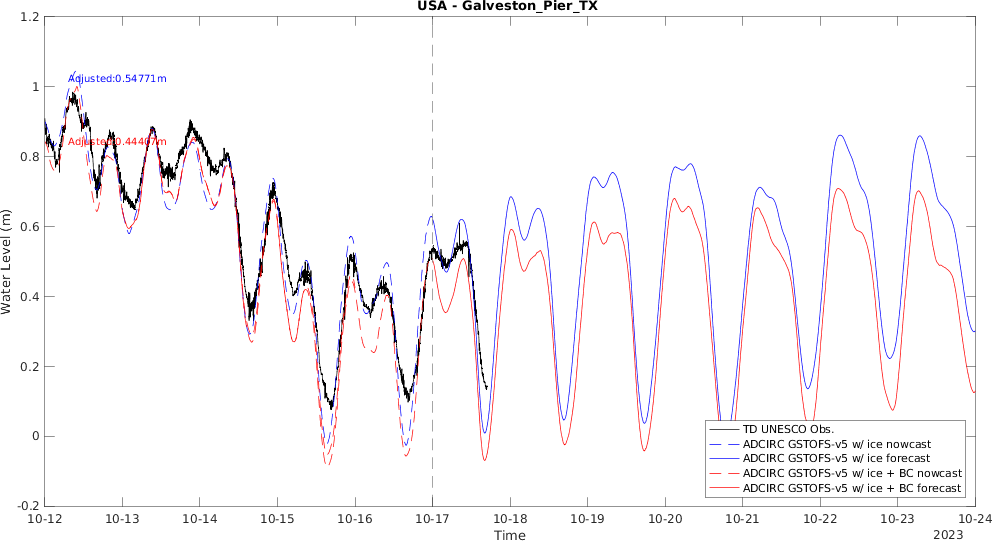 USA - Galveston_Pier_TX
1.2
1
0.8
0.6
0.4
0.2
0
-0.2
Water Level (m)
Adjusted:0.54771m
Adjusted:0.44407m
TD UNESCO Obs.
ADCIRC GSTOFS-v5 w/ ice nowcast
ADCIRC GSTOFS-v5 w/ ice forecast
ADCIRC GSTOFS-v5 w/ ice + BC nowcast
ADCIRC GSTOFS-v5 w/ ice + BC forecast
10-12 10-13 10-14 10-15 10-16 10-17 10-18 10-19 10-20 10-21 10-22 10-23 10-24
Time
2023